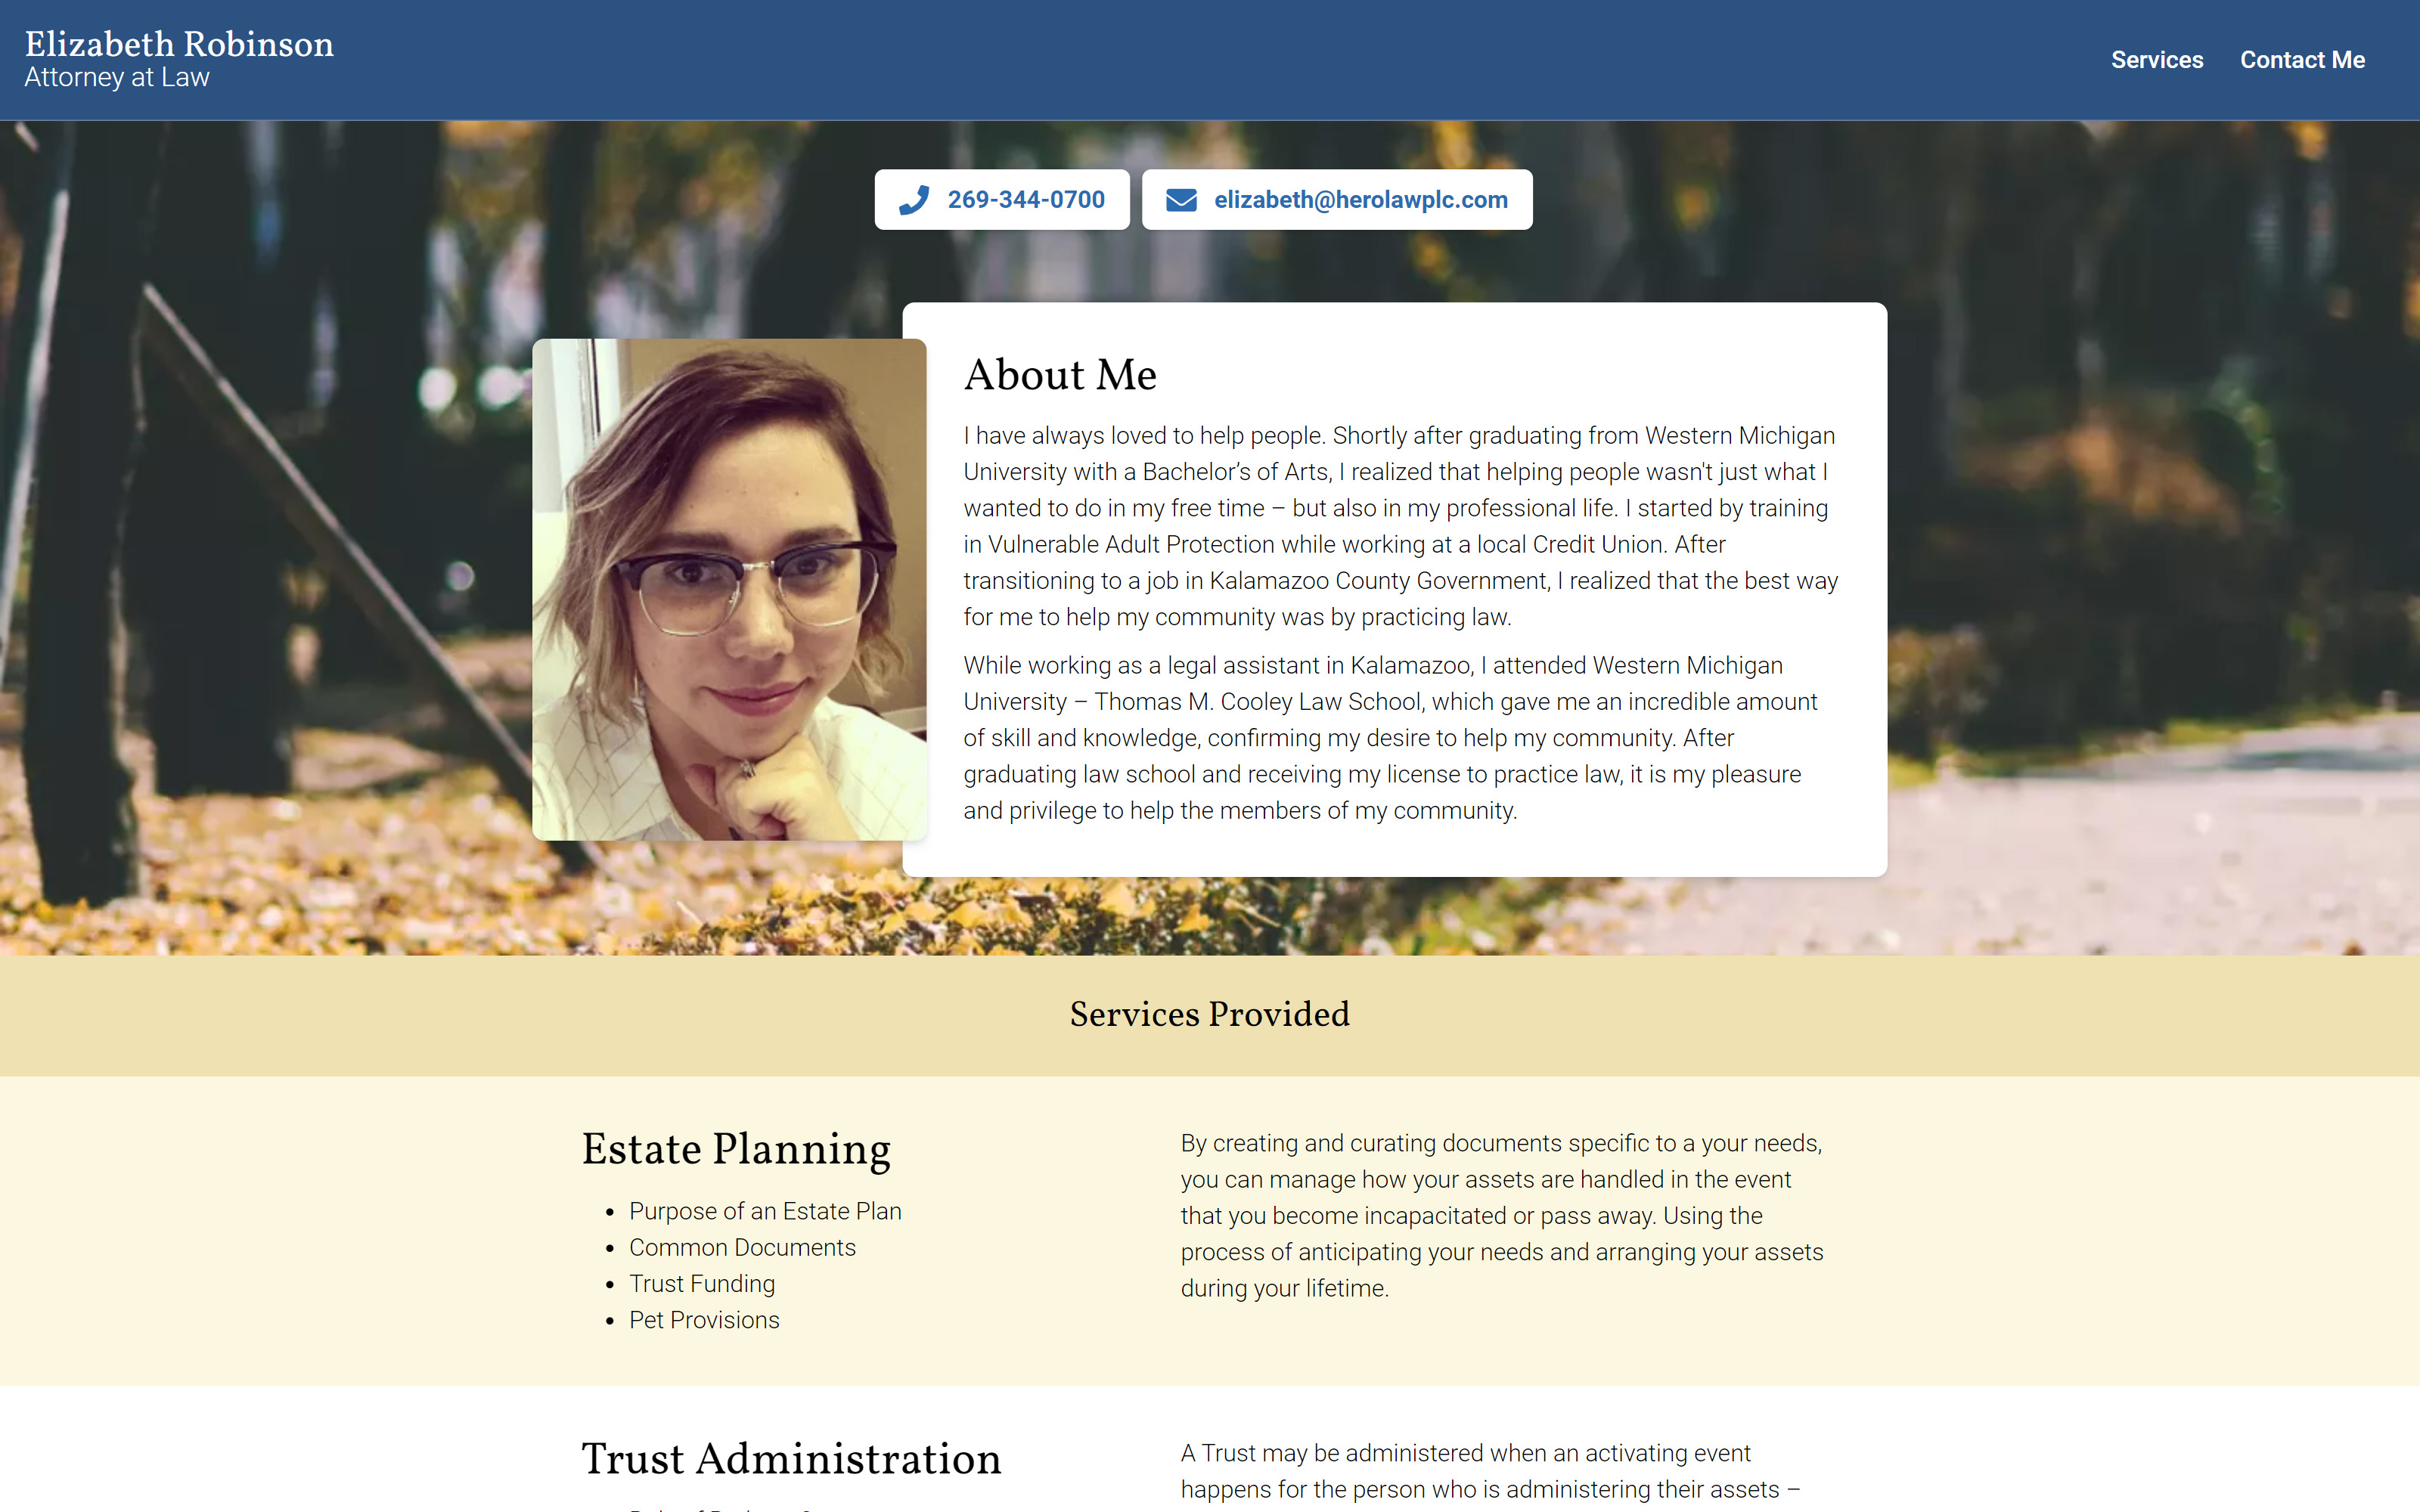 Elizabeth Robinson
Attorney at Law
Services
Contact Me
269-344-0700
elizabeth@herolawplc.com
About Me
I have always loved to help people. Shortly after graduating from Western Michigan
University with a Bachelor’s of Arts, I realized that helping people wasn't just what I
wanted to do in my free time – but also in my professional life. I started by training
in Vulnerable Adult Protection while working at a local Credit Union. After
transitioning to a job in Kalamazoo County Government, I realized that the best way
for me to help my community was by practicing law.
While working as a legal assistant in Kalamazoo, I attended Western Michigan
University – Thomas M. Cooley Law School, which gave me an incredible amount
of skill and knowledge, confirming my desire to help my community. After
graduating law school and receiving my license to practice law, it is my pleasure
and privilege to help the members of my community.
Services Provided
Estate Planning
• Purpose of an Estate Plan
• Common Documents
• Trust Funding
• Pet Provisions
By creating and curating documents specific to a your needs,
you can manage how your assets are handled in the event
that you become incapacitated or pass away. Using the
process of anticipating your needs and arranging your assets
during your lifetime.
Trust Administration
A Trust may be administered when an activating event
happens for the person who is administering their assets –